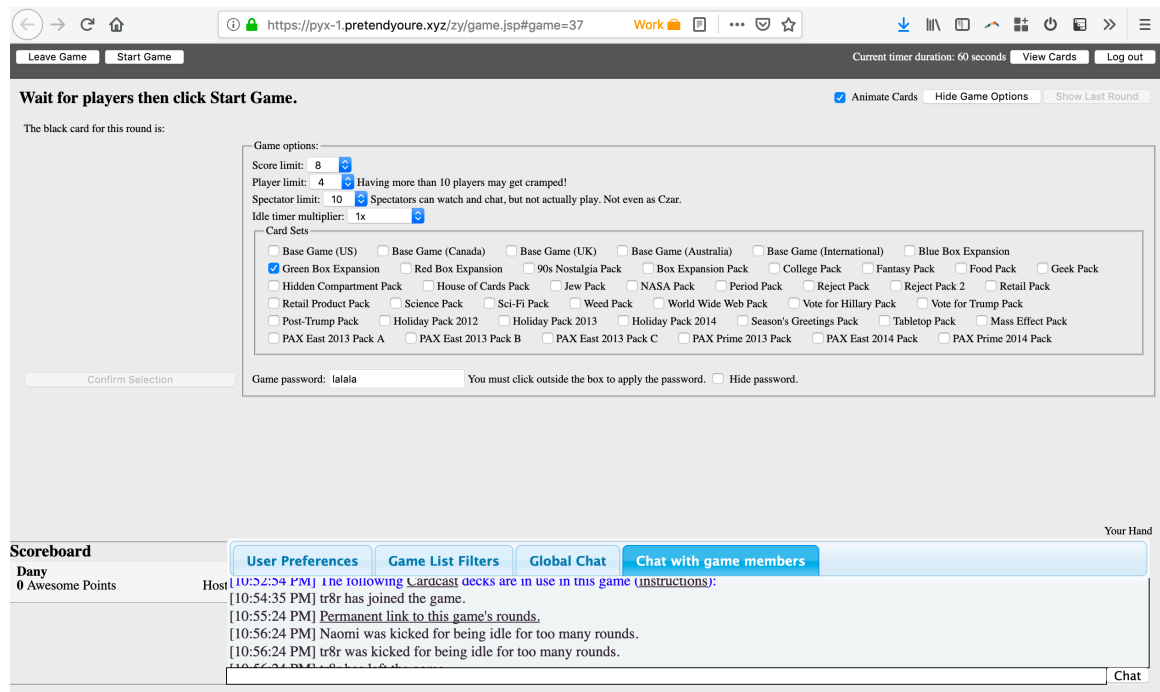 https://pyx-1.pretendyoure.xyz/zy/game.jsp#game=37 Work
Leave Game Start Game Current timer duration: 60 seconds View Cards Log out
Wait for players then click Start Game. Animate Cards Hide Game Options Show Last Round
The black card for this round is:
Game options:
Score limit: 8
Player limit: 4 Having more than 10 players may get cramped!
Spectator limit: 10 Spectators can watch and chat, but not actually play. Not even as Czar.
Idle timer multiplier: 1x
Card Sets
Base Game (US) Base Game (Canada) Base Game (UK) Base Game (Australia) Base Game (International) Blue Box Expansion
Green Box Expansion Red Box Expansion 90s Nostalgia Pack Box Expansion Pack College Pack Fantasy Pack Food Pack Geek Pack
Hidden Compartment Pack House of Cards Pack Jew Pack NASA Pack Period Pack Reject Pack Reject Pack 2 Retail Pack
Retail Product Pack Science Pack Sci-Fi Pack Weed Pack World Wide Web Pack Vote for Hillary Pack Vote for Trump Pack
Post-Trump Pack Holiday Pack 2012 Holiday Pack 2013 Holiday Pack 2014 Season's Greetings Pack Tabletop Pack Mass Effect Pack
PAX East 2013 Pack A PAX East 2013 Pack B PAX East 2013 Pack C PAX Prime 2013 Pack PAX East 2014 Pack PAX Prime 2014 Pack
Confirm Selection Game password: lalala You must click outside the box to apply the password. Hide password.
Your Hand
Scoreboard
Dany
0 Awesome Points Host
User Preferences Game List Filters Global Chat Chat with game members
[10:52:54 PM] The following Cardcast decks are in use in this game (instructions):
[10:54:35 PM] tr8r has joined the game.
[10:55:24 PM] Permanent link to this game's rounds.
[10:56:24 PM] Naomi was kicked for being idle for too many rounds.
[10:56:24 PM] tr8r was kicked for being idle for too many rounds.
[10:56:24 PM] tr8r has left the game.
Chat